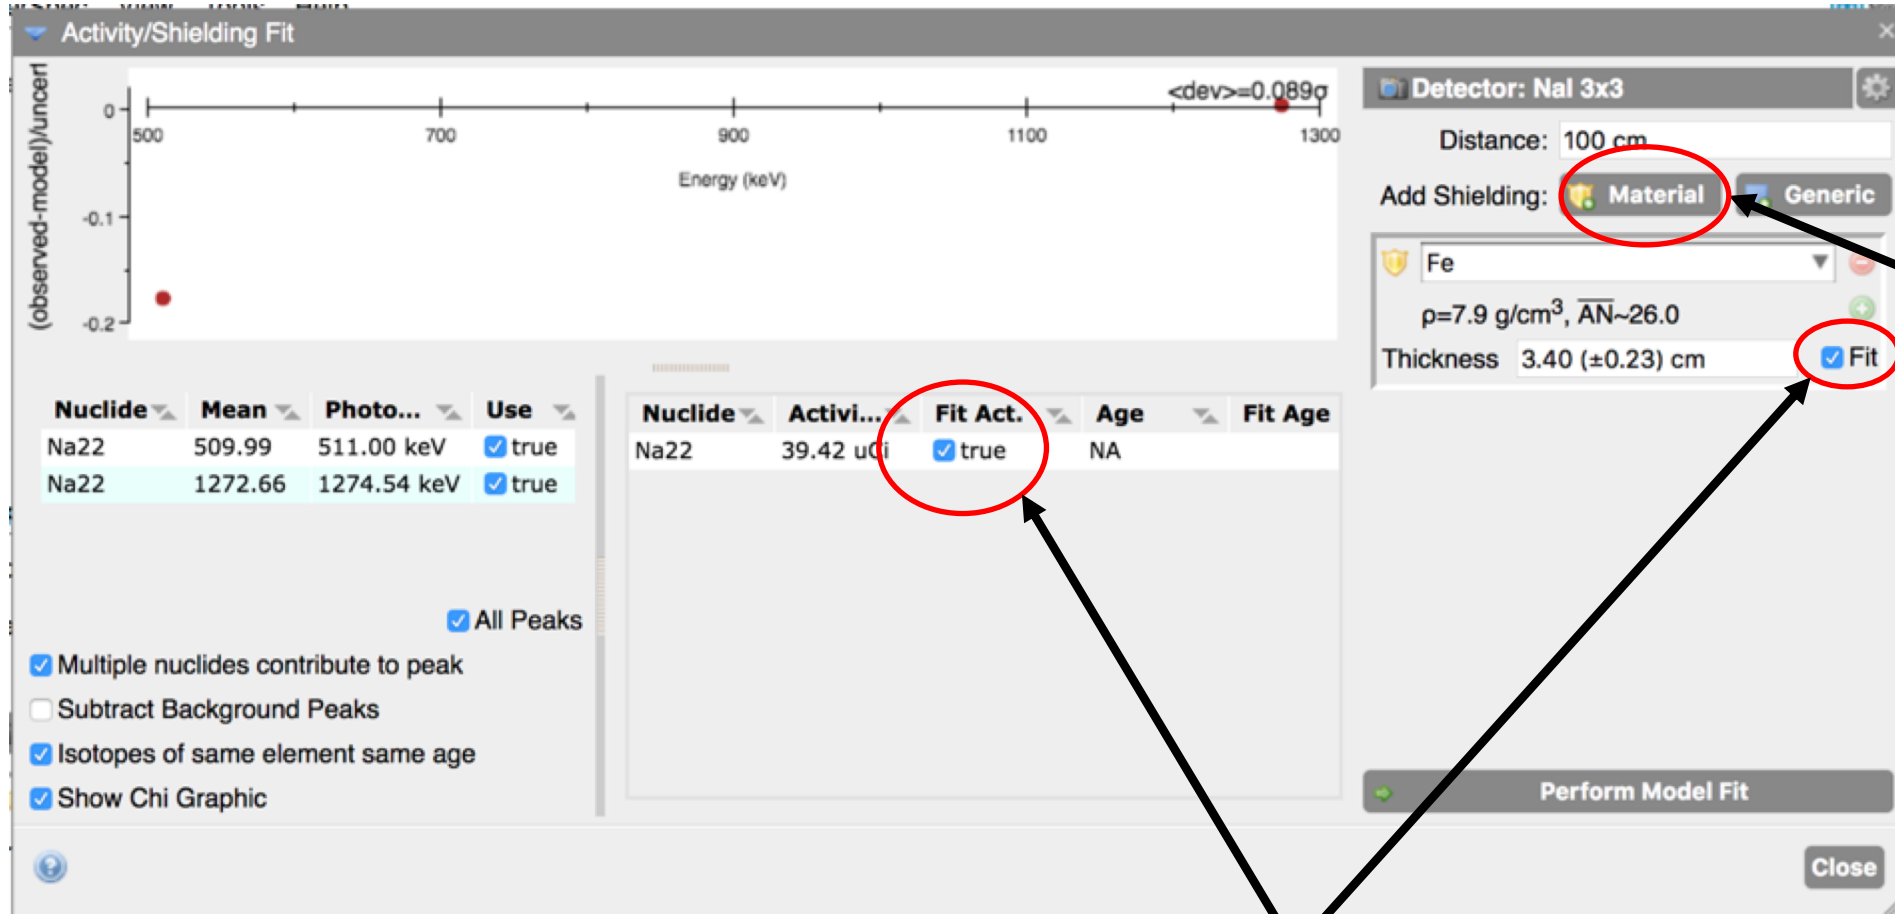 View Tools Help
Activity/Shielding Fit
(observed-model)/uncert
<dev>=0.089σ
0
-0.1
-0.2
500 700 900 1100 1300
Energy (keV)
Detector: NaI 3x3
Distance: 100 cm
Add Shielding: Material Generic
Fe
ρ=7.9 g/cm³, A̅N̅~26.0
Thickness 3.40 (±0.23) cm Fit
Nuclide Mean Photo... Use
Na22 509.99 511.00 keV true
Na22 1272.66 1274.54 keV true
All Peaks
Multiple nuclides contribute to peak
Subtract Background Peaks
Isotopes of same element same age
Show Chi Graphic
Nuclide Activi... Fit Act. Age Fit Age
Na22 39.42 uCi true NA
Perform Model Fit
Close